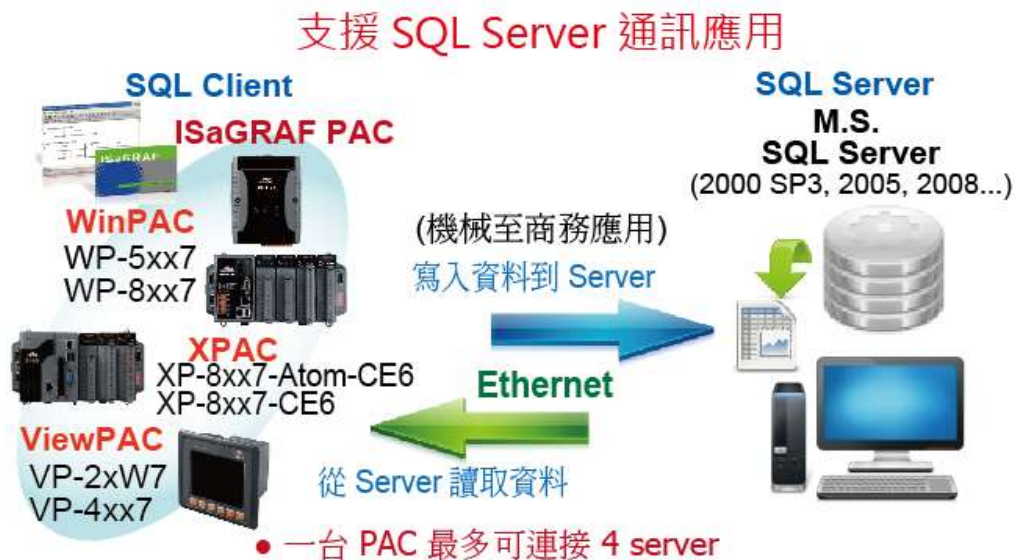 支援 SQL Server 通訊應用
SQL Client
ISaGRAF PAC
ISaGRAF
WinPAC
WP-5xx7
WP-8xx7
XPAC
XP-8xx7-Atom-CE6
XP-8xx7-CE6
ViewPAC
VP-2xW7
VP-4xx7
(機械至商務應用)
寫入資料到 Server
Ethernet
從 Server 讀取資料
SQL Server
M.S.
SQL Server
(2000 SP3, 2005, 2008...)
● 一台 PAC 最多可連接 4 server